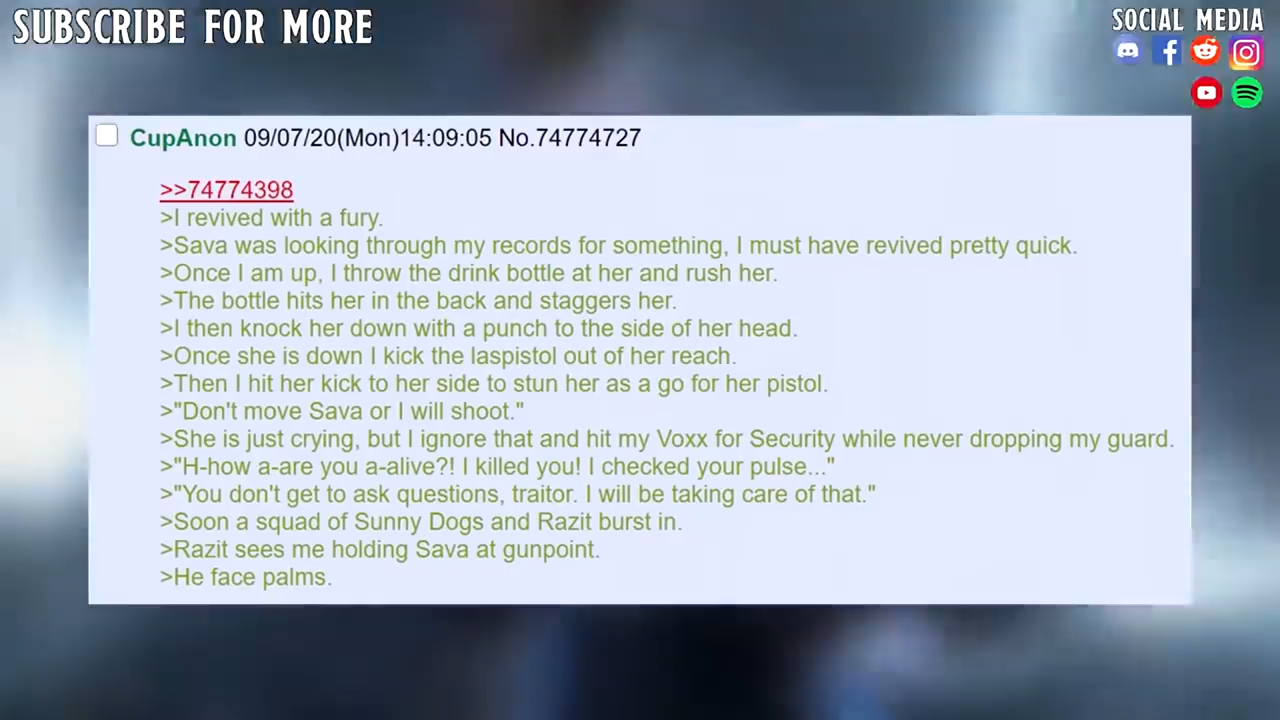 SUBSCRIBE FOR MORE
SOCIAL MEDIA
CupAnon 09/07/20(Mon)14:09:05 No.74774727
>>74774398
>I revived with a fury.
>Sava was looking through my records for something, I must have revived pretty quick.
>Once I am up, I throw the drink bottle at her and rush her.
>The bottle hits her in the back and staggers her.
>I then knock her down with a punch to the side of her head.
>Once she is down I kick the laspistol out of her reach.
>Then I hit her kick to her side to stun her as a go for her pistol.
>"Don't move Sava or I will shoot."
>She is just crying, but I ignore that and hit my Voxx for Security while never dropping my guard.
>"H-how a-are you a-alive?! I killed you! I checked your pulse..."
>"You don't get to ask questions, traitor. I will be taking care of that."
>Soon a squad of Sunny Dogs and Razit burst in.
>Razit sees me holding Sava at gunpoint.
>He face palms.